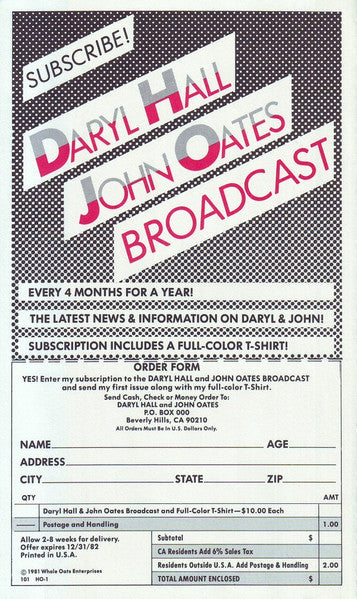 SUBSCRIBE!
DARYL HALL
JOHN OATES
BROADCAST
EVERY 4 MONTHS FOR A YEAR!
THE LATEST NEWS & INFORMATION ON DARYL & JOHN!
SUBSCRIPTION INCLUDES A FULL-COLOR T-SHIRT!
ORDER FORM
YES! Enter my subscription to the DARYL HALL and JOHN OATES BROADCAST
and send my first issue along with my full-color T-Shirt.
Send Cash, Check or Money Order To:
DARYL HALL and JOHN OATES
P.O. BOX 000
Beverly Hills, CA 90210
All Orders Must Be In U.S. Dollars Only.
NAME AGE
ADDRESS
CITY STATE ZIP
QTY AMT
Daryl Hall & John Oates Broadcast and Full-Color T-Shirt—$10.00 Each
Postage and Handling 1.00
Allow 2-8 weeks for delivery.
Offer expires 12/31/82
Printed in U.S.A.
© 1981 Whole Oats Enterprises
101 HO-1
Subtotal $
CA Residents Add 6% Sales Tax
Residents Outside U.S.A. Add Postage & Handling 2.00
TOTAL AMOUNT ENCLOSED $